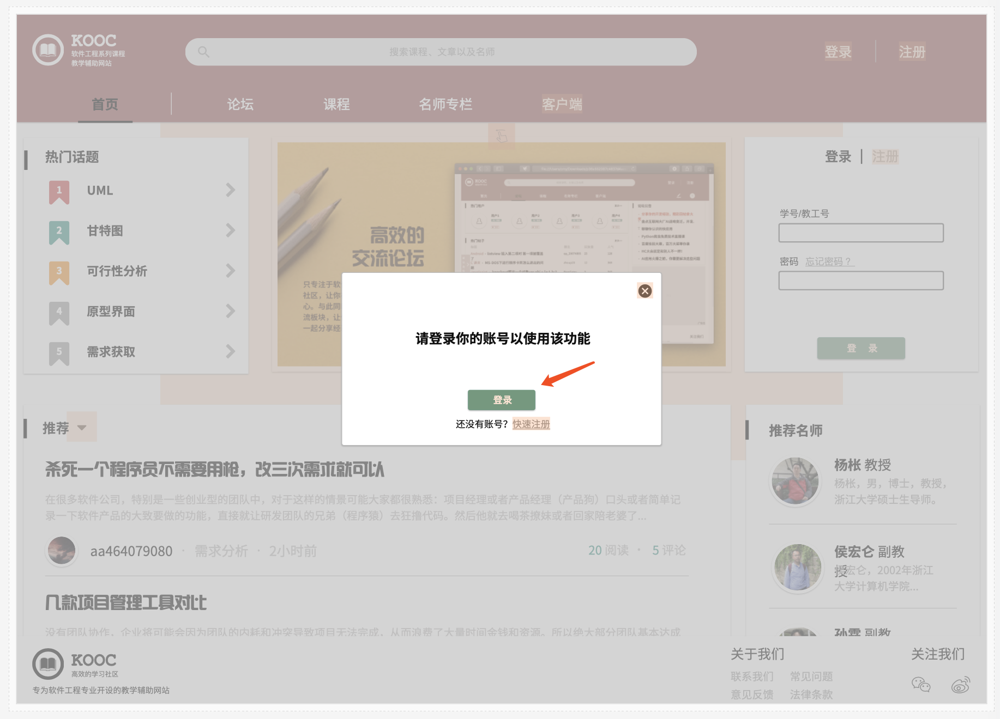 KOOC
软件工程系列课程
教学辅助网站
搜索课程、文章以及名师
登录
注册
首页
论坛
课程
名师专栏
客户端
热门话题
1 UML
2 甘特图
3 可行性分析
4 原型界面
5 需求获取
高效的
交流论坛
只专注于软
社区，让你
心。与此同
流板块，让
一起分享经
KOOC
热门用户
热门帖子
论坛公告
登录 | 注册
学号/教工号
密码 忘记密码？
登 录
请登录你的账号以使用该功能
登录
还没有账号？快速注册
推荐
杀死一个程序员不需要用枪，改三次需求就可以
在很多软件公司，特别是一些创业型的团队中，对于这样的情景可能大家都很熟悉：项目经理或者产品经理（产品狗）口头或者简单记
录一下软件产品的大致要做的功能，直接就让研发团队的兄弟（程序猿）去狂撸代码。然后他就去喝茶撩妹或者回家陪老婆了...
aa464079080 · 需求分析 · 2小时前
20 阅读 · 5 评论
几款项目管理工具对比
没有团队协作，企业将可能会因为团队的内耗和冲突导致项目无法完成，从而浪费了大量时间金钱和资源。所以绝大部分团队基本达成
推荐名师
杨枨 教授
杨枨，男，博士，教授，
浙江大学硕士生导师。
侯宏仑 副教
授
侯宏仑，2002年浙江
大学计算机学院...
孙霖 副教
KOOC
高效的学习社区
专为软件工程专业开设的教学辅助网站
关于我们
联系我们
常见问题
意见反馈
法律条款
关注我们